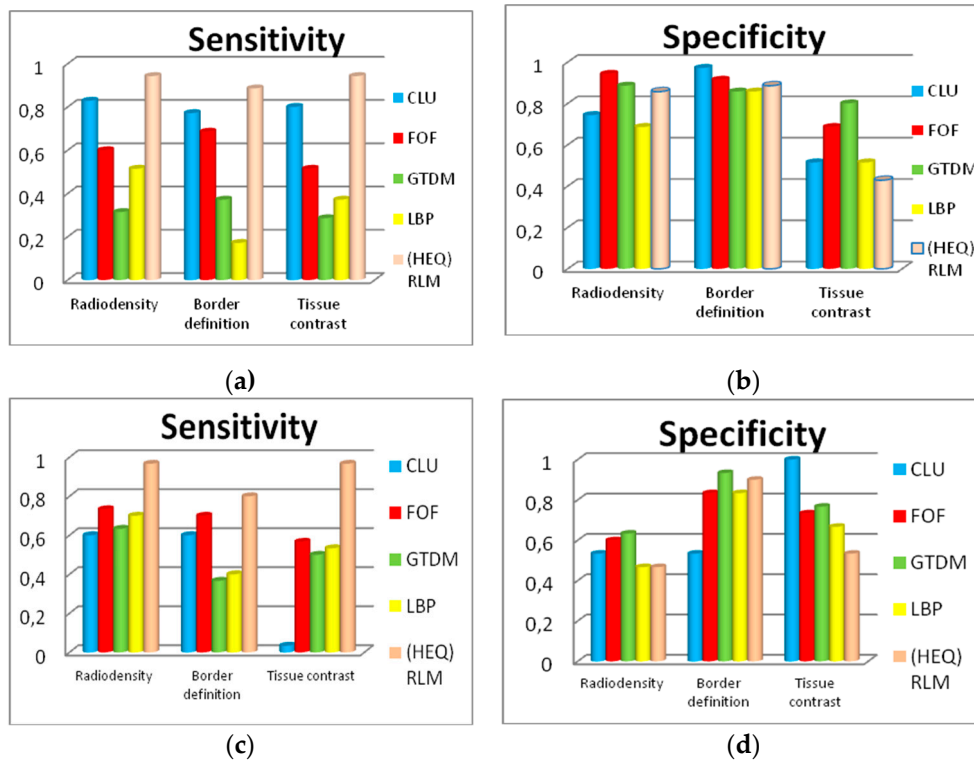 Sensitivity
1
0,8
0,6
0,4
0,2
0
Radiodensity
Border
definition
Tissue
contrast
CLU
FOF
GTDM
LBP
(HEQ)
RLM
(a)
Specificity
1
0,8
0,6
0,4
0,2
0
Radiodensity
Border
definition
Tissue
contrast
CLU
FOF
GTDM
LBP
(HEQ)
RLM
(b)
Sensitivity
1
0,8
0,6
0,4
0,2
0
Radiodensity
Border
definition
Tissue contrast
CLU
FOF
GTDM
LBP
(HEQ)
RLM
(c)
Specificity
1
0,8
0,6
0,4
0,2
0
Radiodensity
Border
definition
Tissue
contrast
CLU
FOF
GTDM
LBP
(HEQ)
RLM
(d)